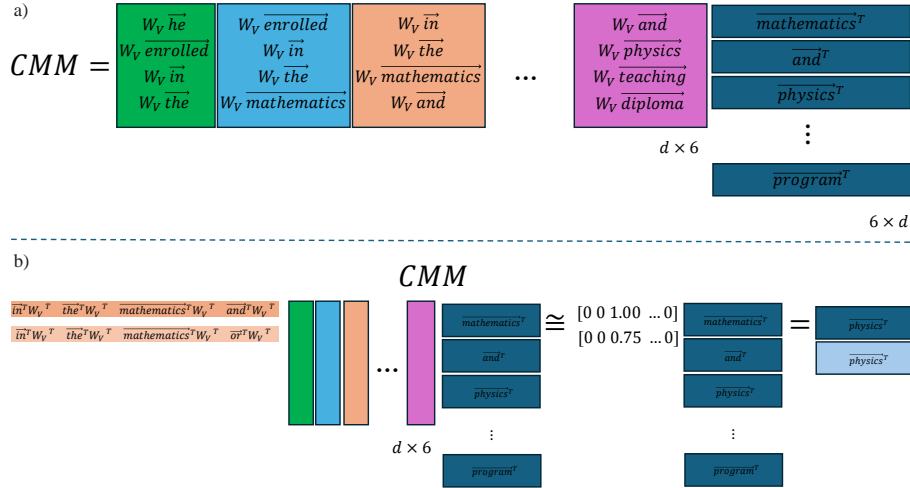 a)
CMM =
W_V he→
W_V enrolled→
W_V in→
W_V the→
W_V enrolled→
W_V in→
W_V the→
W_V mathematics→
W_V in→
W_V the→
W_V mathematics→
W_V and→
...
W_V and→
W_V physics→
W_V teaching→
W_V diploma→
d × 6
mathematics→^T
and→^T
physics→^T
⋮
program→^T
6 × d
b)
CMM
in→^T W_V^T the→^T W_V^T mathematics→^T W_V^T and→^T W_V^T
in→^T W_V^T the→^T W_V^T mathematics→^T W_V^T or→^T W_V^T
...
d × 6
mathematics→^T
and→^T
physics→^T
⋮
program→^T
≅
[0 0 1.00 ...0]
[0 0 0.75 ...0]
mathematics→^T
and→^T
physics→^T
⋮
program→^T
=
physics→^T
physics→^T